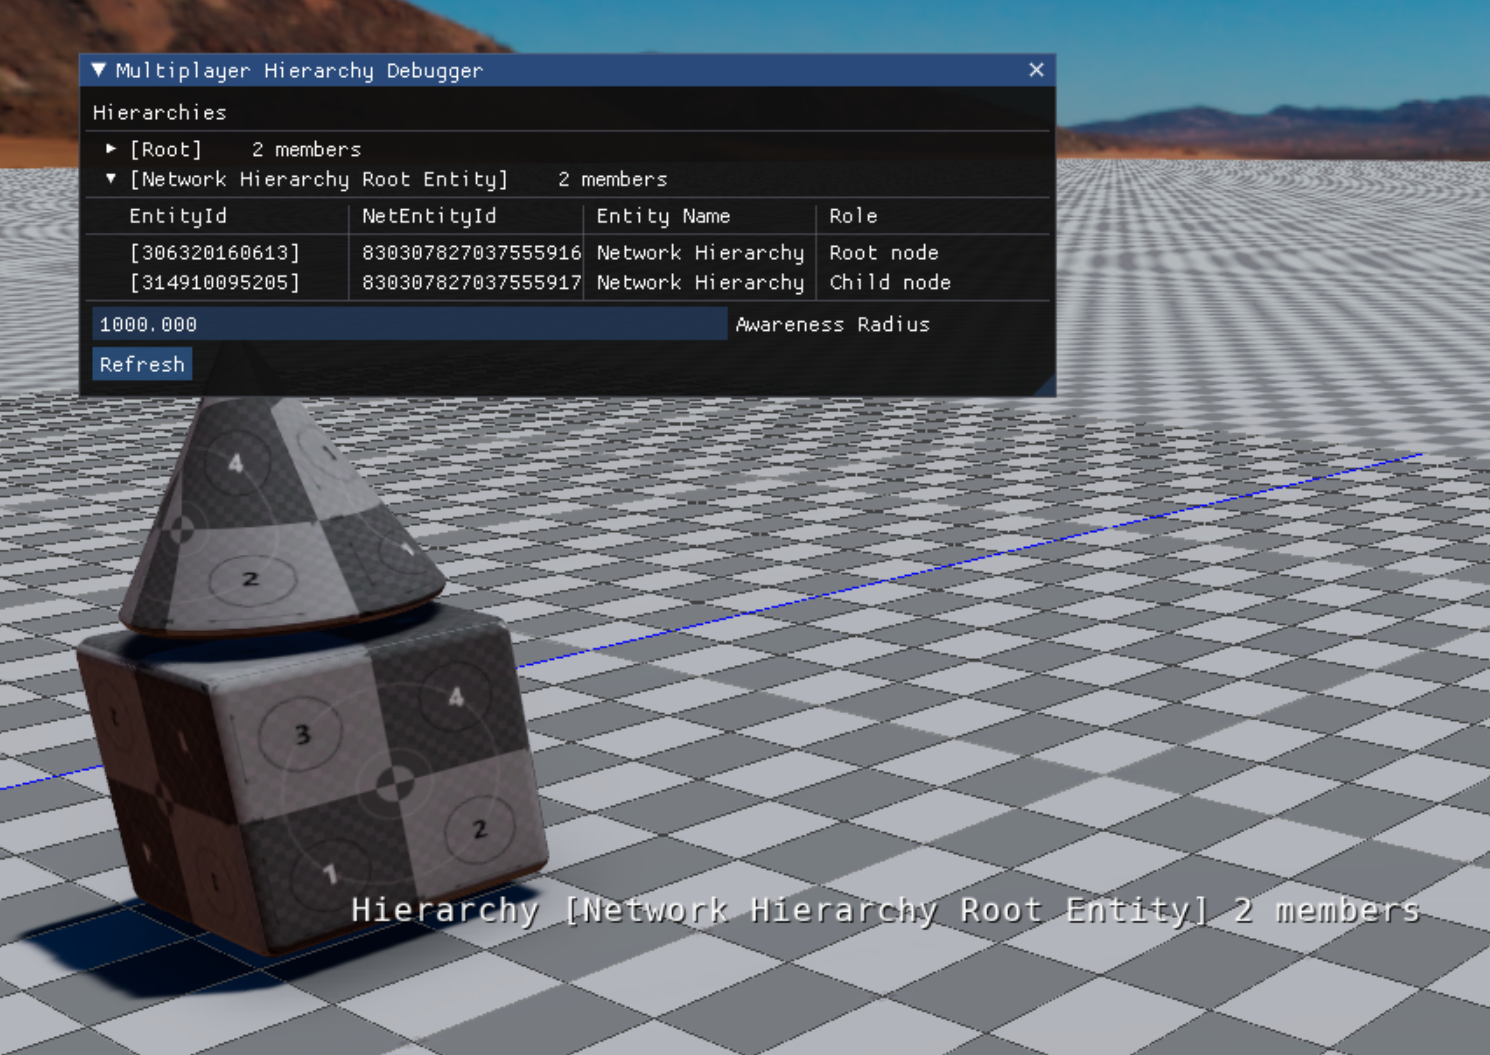 Multiplayer Hierarchy Debugger
Hierarchies
[Root] 2 members
[Network Hierarchy Root Entity] 2 members
EntityId NetEntityId Entity Name Role
[306320160613] 830307827037555916 Network Hierarchy Root node
[314910095205] 830307827037555917 Network Hierarchy Child node
1000.000 Awareness Radius
Refresh
4
2
3
4
1
2
Hierarchy [Network Hierarchy Root Entity] 2 members